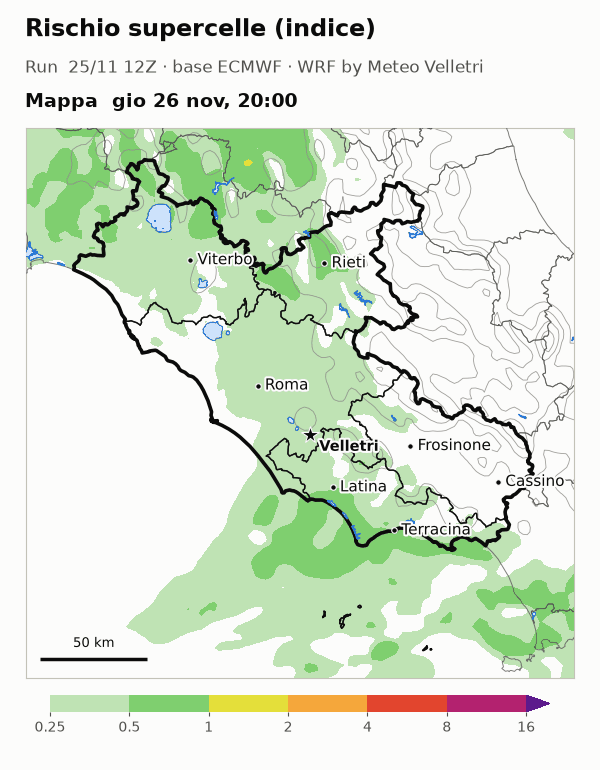 Rischio supercelle (indice)
Run  25/11 12Z · base ECMWF · WRF by Meteo Velletri
Mappa  gio 26 nov, 20:00
Viterbo
Rieti
Roma
Velletri
Frosinone
Latina
Cassino
Terracina
50 km
0.25 0.5 1 2 4 8 16